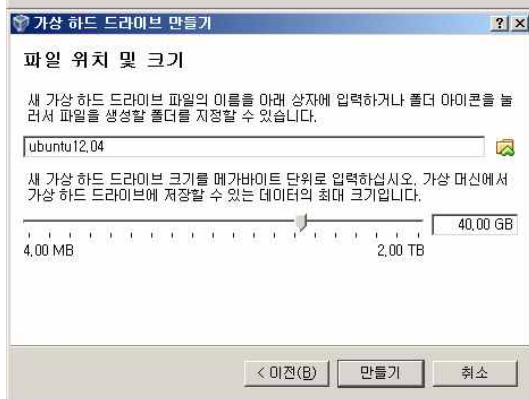 가상 하드 드라이브 만들기
파일 위치 및 크기
새 가상 하드 드라이브 파일의 이름을 아래 상자에 입력하거나 폴더 아이콘을 눌
러서 파일을 생성할 폴더를 지정할 수 있습니다.
ubuntu12,04
새 가상 하드 드라이브 크기를 메가바이트 단위로 입력하십시오. 가상 머신에서
가상 하드 드라이브에 저장할 수 있는 데이터의 최대 크기입니다.
40,00 GB
4,00 MB 2,00 TB
< 이전(B) 만들기 취소